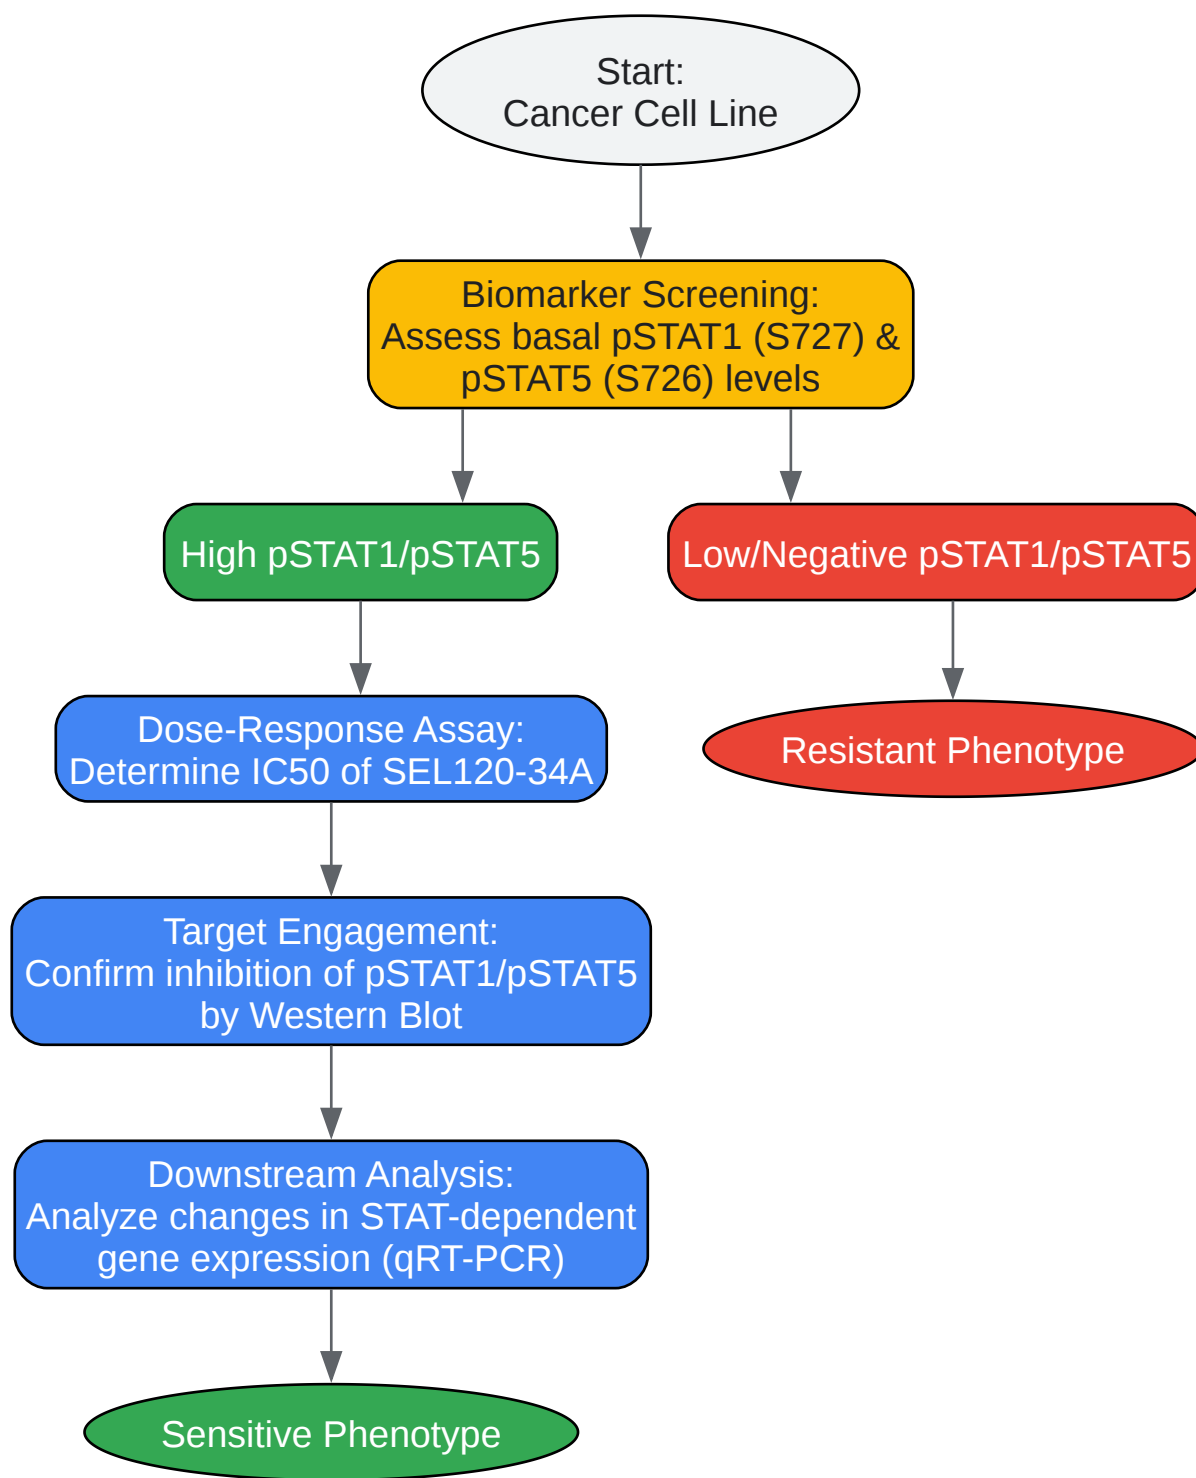 Start:
Cancer Cell Line
Biomarker Screening:
Assess basal pSTAT1 (S727) &
pSTAT5 (S726) levels
High pSTAT1/pSTAT5
Low/Negative pSTAT1/pSTAT5
Dose-Response Assay:
Determine IC50 of SEL120-34A
Resistant Phenotype
Target Engagement:
Confirm inhibition of pSTAT1/pSTAT5
by Western Blot
Downstream Analysis:
Analyze changes in STAT-dependent
gene expression (qRT-PCR)
Sensitive Phenotype